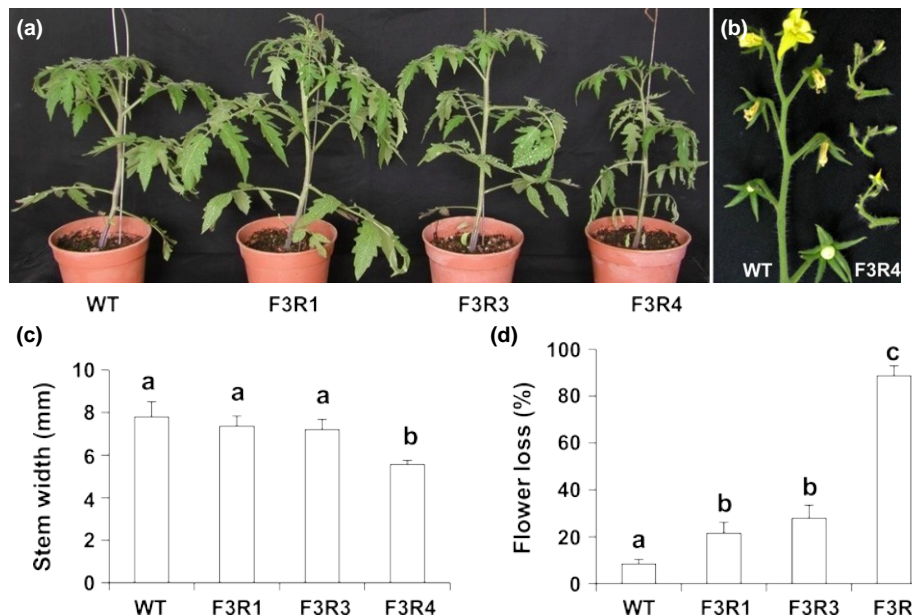 (a)
(b)
WT F3R4
WT F3R1 F3R3 F3R4
(c)
Stem width (mm)
10
8
6
4
2
0
a
a
a
b
WT F3R1 F3R3 F3R4
(d)
Flower loss (%)
100
80
60
40
20
0
a
b
b
c
WT F3R1 F3R3 F3R